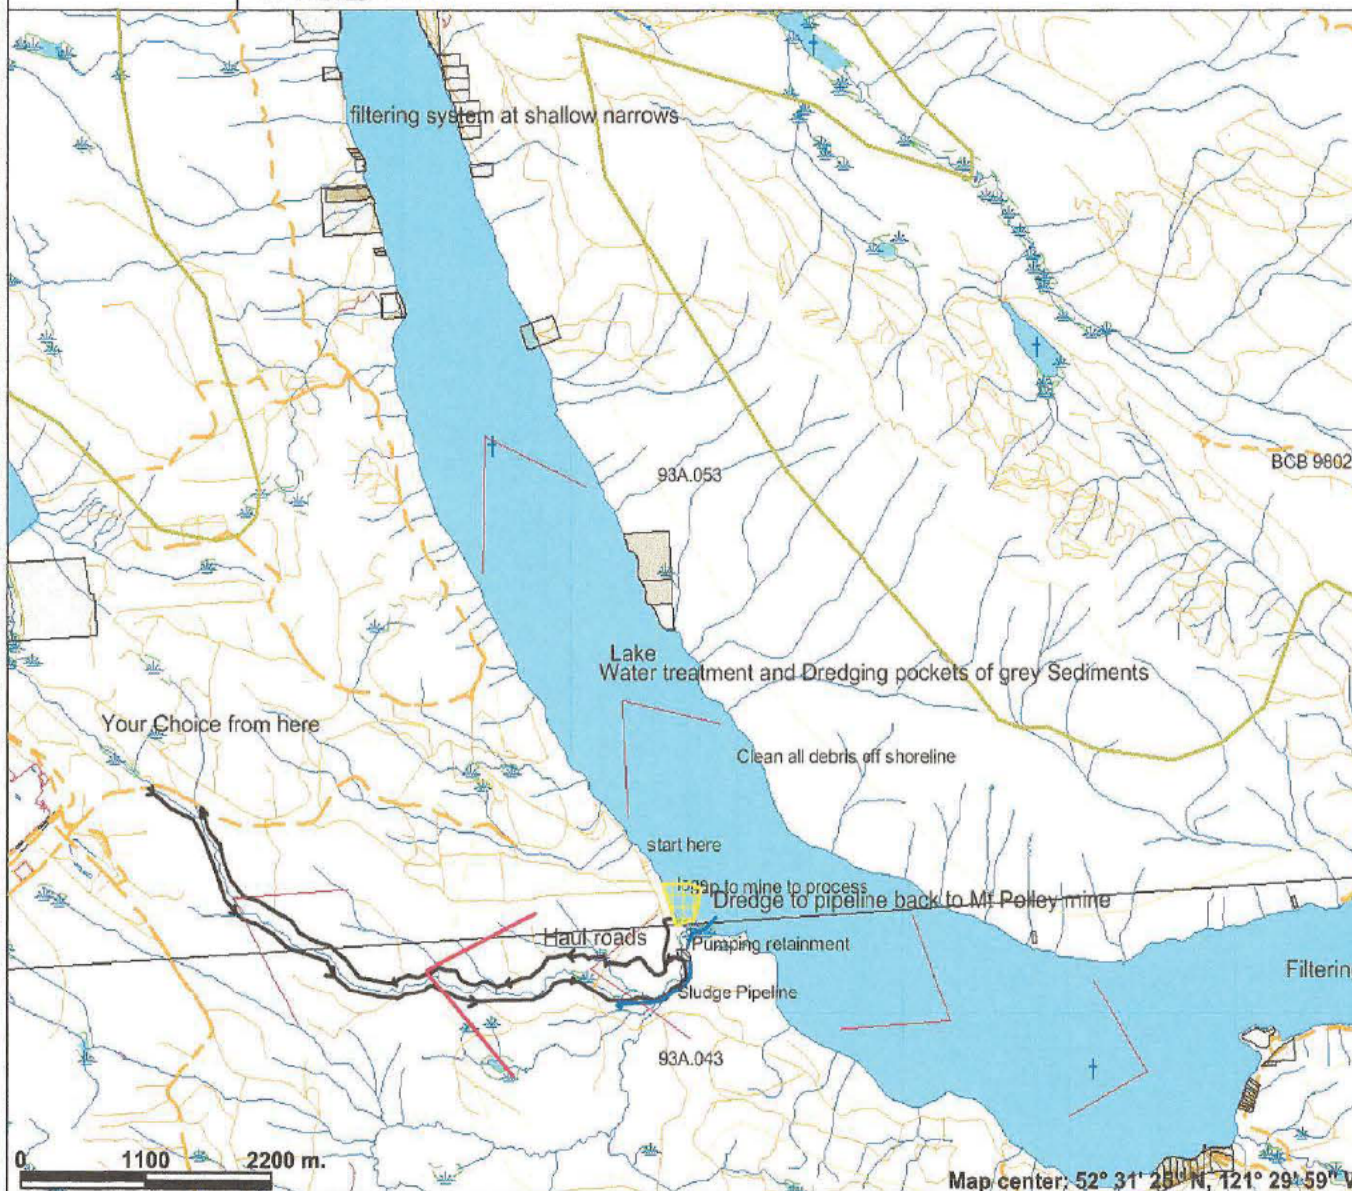 filtering system at shallow narrows
93A.053
BCB 9802
Lake
Water treatment and Dredging pockets of grey Sediments
Your Choice from here
Clean all debris off shoreline
start here
to mine to process
Dredge to pipeline back to Mt Polley mine
Haul roads
Pumping retainment
Filtering
Sludge Pipeline
93A.043
0 1100 2200 m.
Map center: 52° 31' 25" N, 121° 29' 59" W